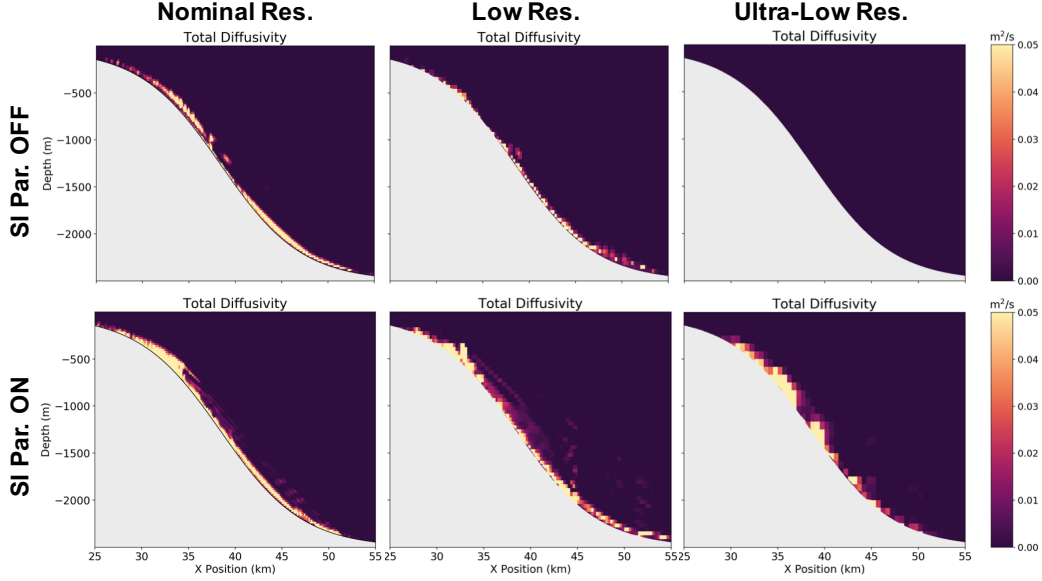 Nominal Res. Low Res. Ultra-Low Res.
Total Diffusivity Total Diffusivity Total Diffusivity m²/s
SI Par. OFF
Depth (m)
−500
−1000
−1500
−2000
0.05
0.04
0.03
0.02
0.01
0.00
Total Diffusivity Total Diffusivity Total Diffusivity m²/s
SI Par. ON
Depth (m)
−500
−1000
−1500
−2000
0.05
0.04
0.03
0.02
0.01
0.00
25 30 35 40 45 50 55 25 30 35 40 45 50 55 25 30 35 40 45 50 55
X Position (km) X Position (km) X Position (km)